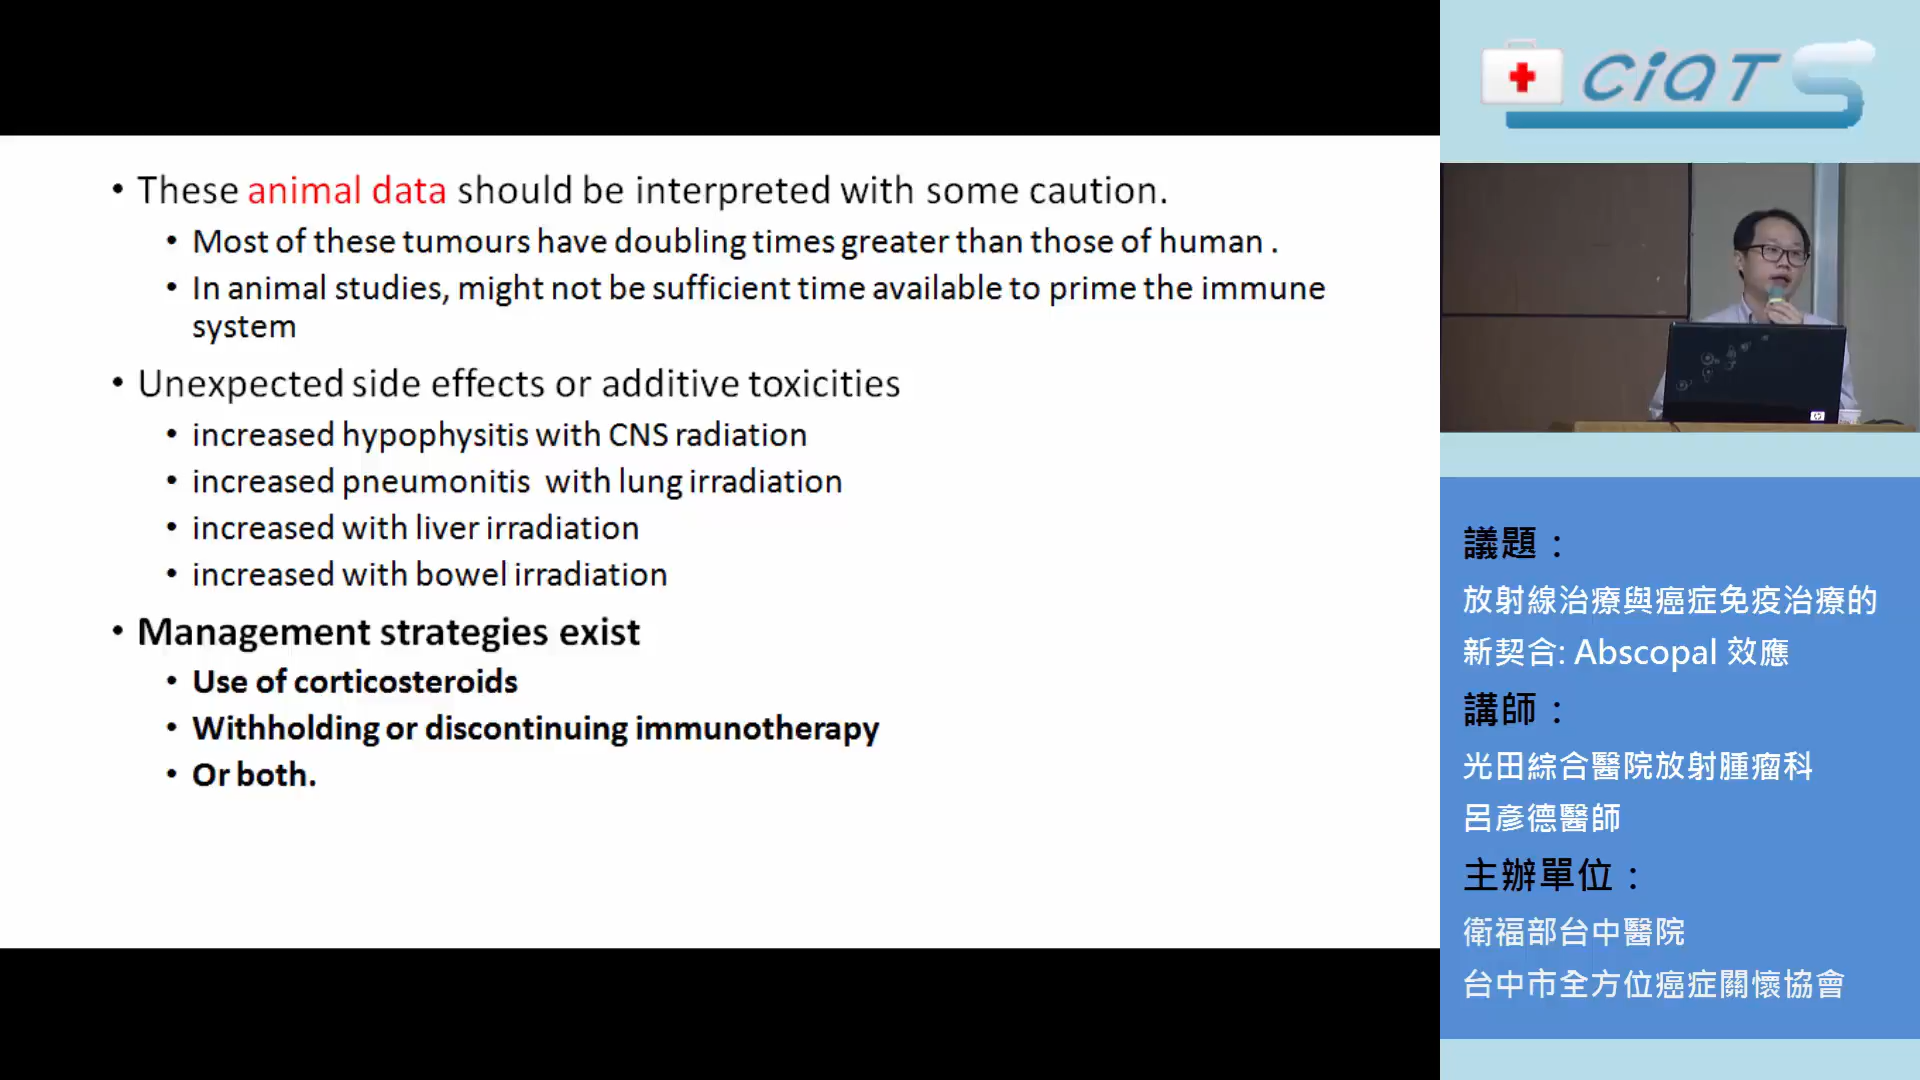 • These animal data should be interpreted with some caution.
• Most of these tumours have doubling times greater than those of human .
• In animal studies, might not be sufficient time available to prime the immune
system
• Unexpected side effects or additive toxicities
• increased hypophysitis with CNS radiation
• increased pneumonitis with lung irradiation
• increased with liver irradiation
• increased with bowel irradiation
• Management strategies exist
• Use of corticosteroids
• Withholding or discontinuing immunotherapy
• Or both.
CiATS
hp
議題：
放射線治療與癌症免疫治療的
新契合: Abscopal 效應
講師：
光田綜合醫院放射腫瘤科
呂彥德醫師
主辦單位：
衛福部台中醫院
台中市全方位癌症關懷協會